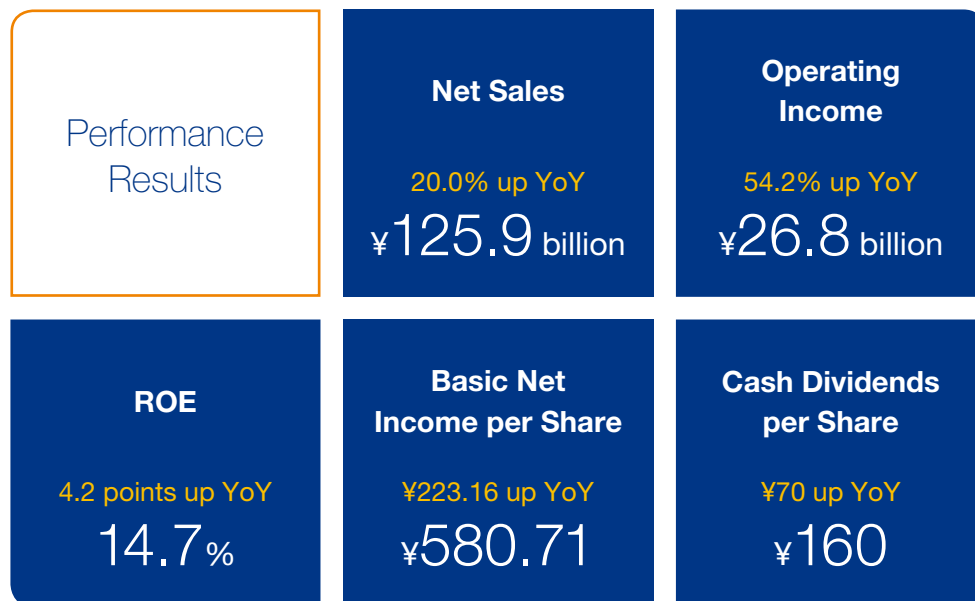 Performance
Results
Net Sales
20.0% up YoY
¥125.9 billion
Operating
Income
54.2% up YoY
¥26.8 billion
ROE
4.2 points up YoY
14.7%
Basic Net
Income per Share
¥223.16 up YoY
¥580.71
Cash Dividends
per Share
¥70 up YoY
¥160